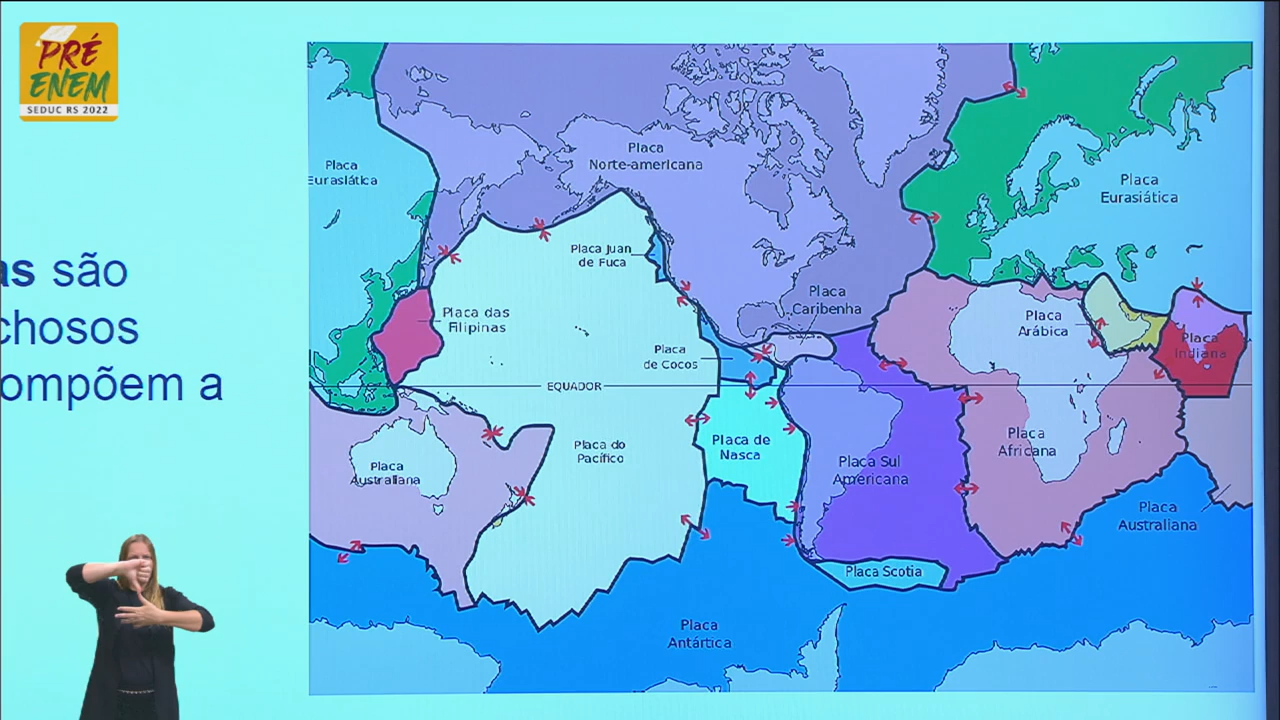 PRÉ
ENEM
SEDUC RS 2022
as são
chosos
ompõem a
Placa
Eurasiática
Placa
Norte-americana
Placa
Eurasiática
Placa Juan
de Fuca
Placa
Caribenha
Placa das
Filipinas
Placa
Arábica
Placa
Indiana
Placa
de Cocos
EQUADOR
Placa do
Pacífico
Placa de
Nasca
Placa Sul
Americana
Placa
Africana
Placa
Australiana
Placa
Australiana
Placa Scotia
Placa
Antártica